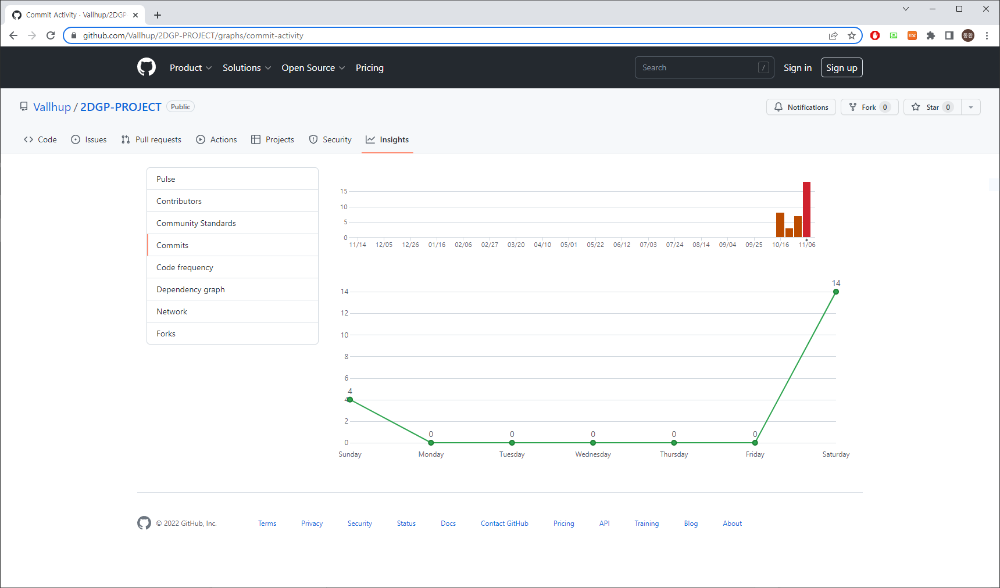 Commit Activity · Vallhup/2DGP
github.com/Vallhup/2DGP-PROJECT/graphs/commit-activity
동환
Product Solutions Open Source Pricing Search / Sign in Sign up
Vallhup / 2DGP-PROJECT Public Notifications Fork 0 Star 0
Code Issues Pull requests Actions Projects Security Insights
Pulse
Contributors
Community Standards
Commits
Code frequency
Dependency graph
Network
Forks
15
10
5
0
11/14 12/05 12/26 01/16 02/06 02/27 03/20 04/10 05/01 05/22 06/12 07/03 07/24 08/14 09/04 09/25 10/16 11/06
14
14
12
10
8
6
4
4
2
0 0 0 0 0
0
Sunday Monday Tuesday Wednesday Thursday Friday Saturday
© 2022 GitHub, Inc. Terms Privacy Security Status Docs Contact GitHub Pricing API Training Blog About